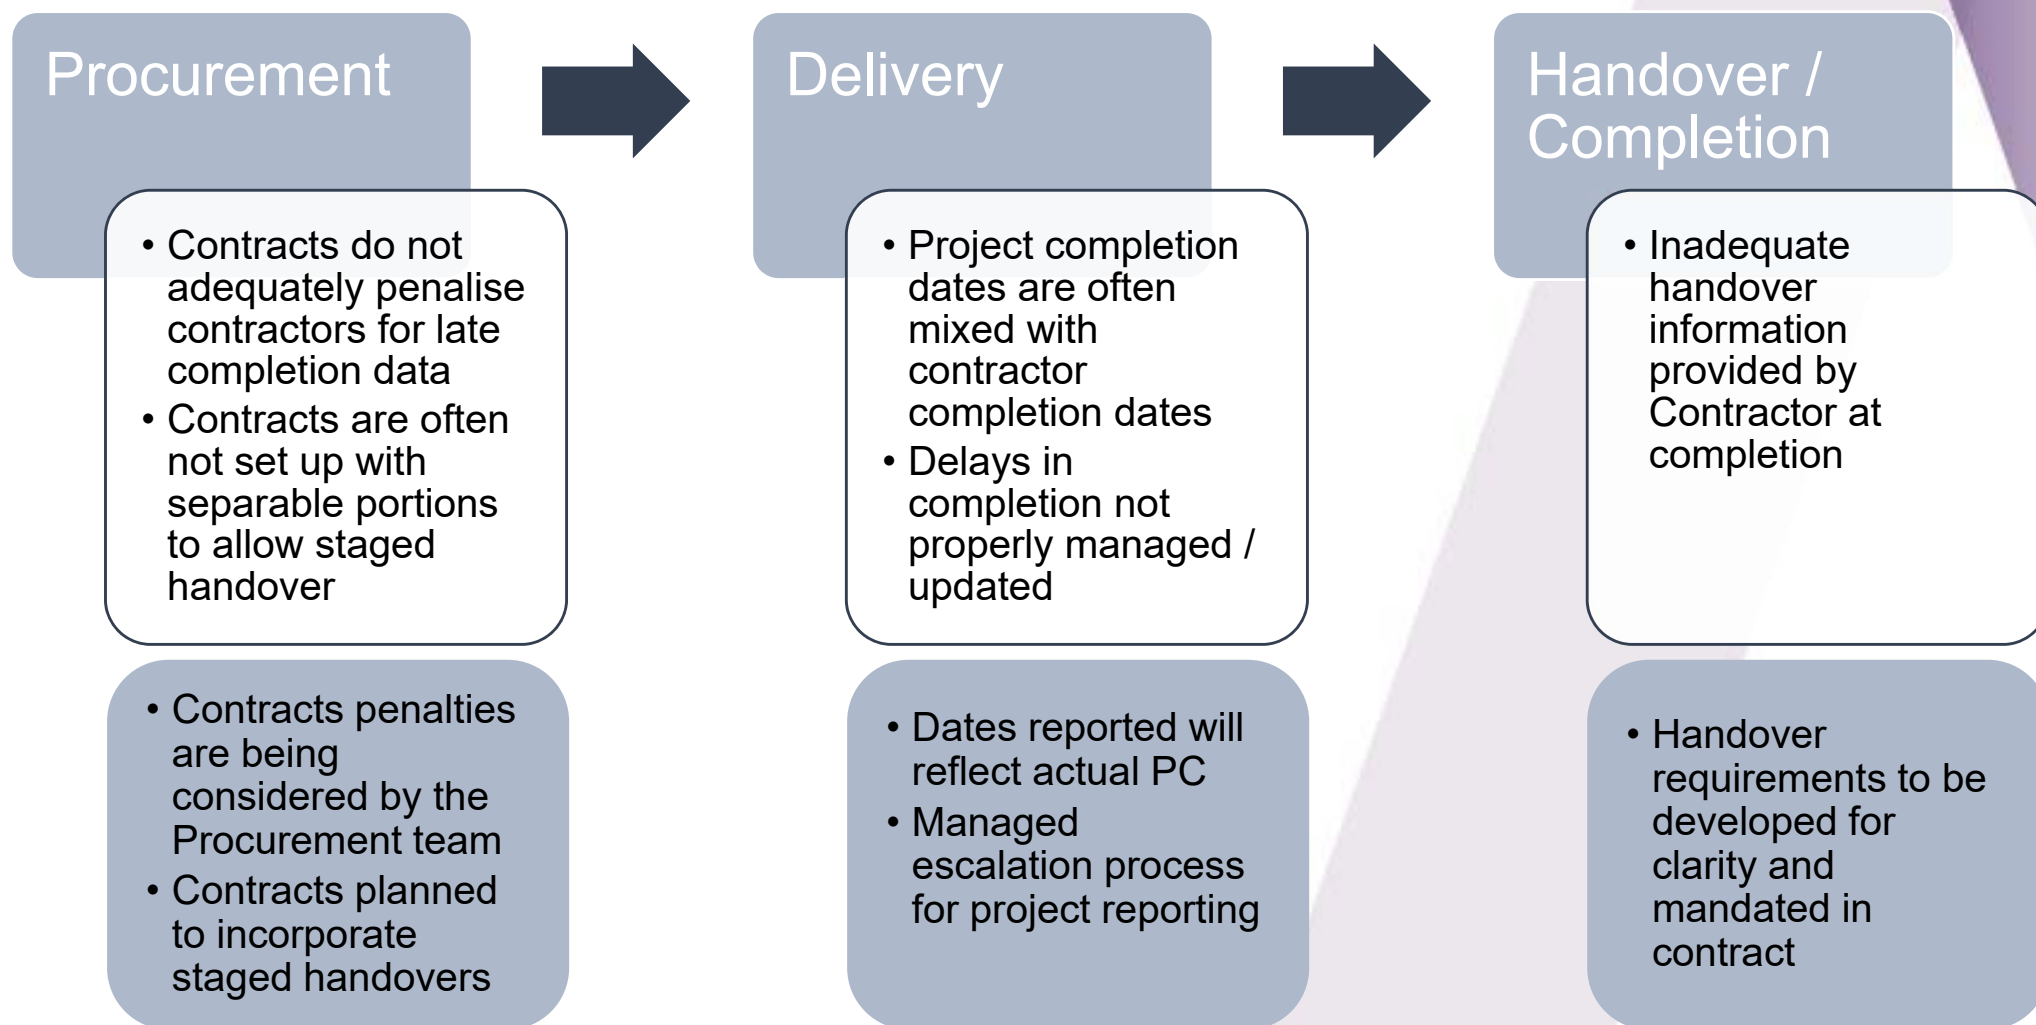 Procurement
• Contracts do not
adequately penalise
contractors for late
completion data
• Contracts are often
not set up with
separable portions
to allow staged
handover
• Contracts penalties
are being
considered by the
Procurement team
• Contracts planned
to incorporate
staged handovers
Delivery
• Project completion
dates are often
mixed with
contractor
completion dates
• Delays in
completion not
properly managed /
updated
• Dates reported will
reflect actual PC
• Managed
escalation process
for project reporting
Handover /
Completion
• Inadequate
handover
information
provided by
Contractor at
completion
• Handover
requirements to be
developed for
clarity and
mandated in
contract